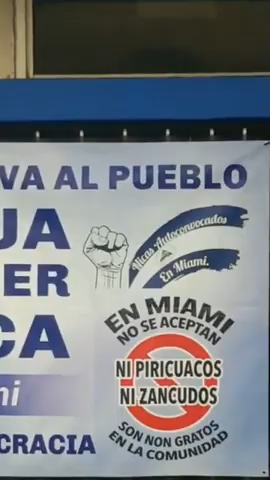 VA AL PUEBLO
UA
ER
CA
ni
CRACIA
Nicas Autoconvocados
En Miami.
EN MIAMI
NO SE ACEPTAN
NI PIRICUACOS
NI ZANCUDOS
SON NON GRATOS
EN LA COMUNIDAD